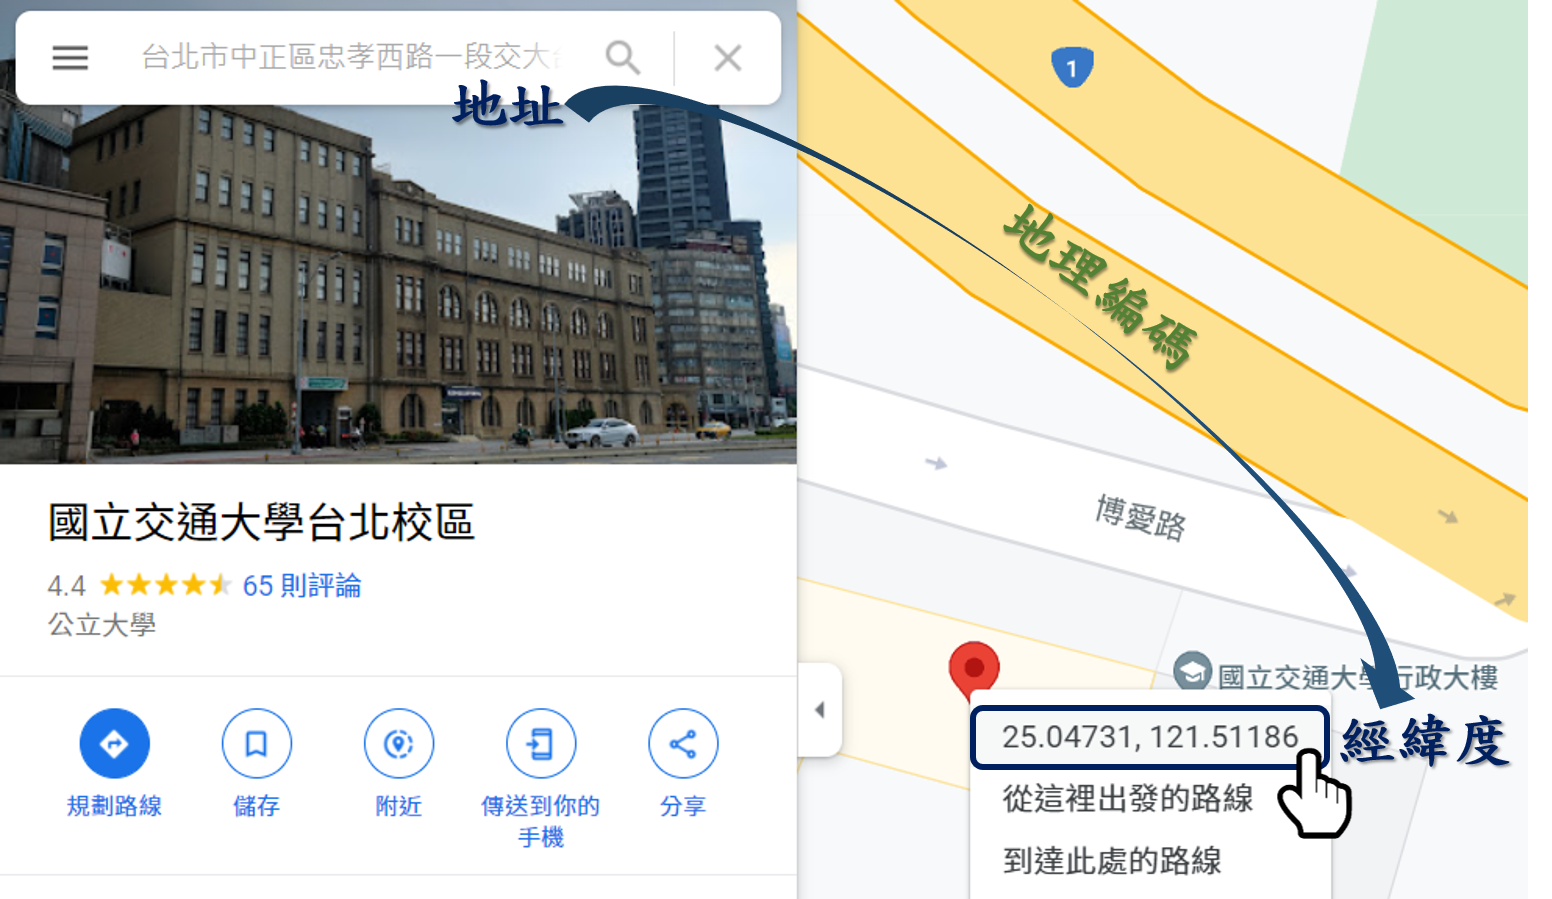 台北市中正區忠孝西路一段交大
地址
1
地理編碼
博愛路
國立交通大學台北校區
4.4
65 則評論
公立大學
國立交通大學行政大樓
25.04731, 121.51186
經緯度
從這裡出發的路線
到達此處的路線
規劃路線
儲存
附近
傳送到你的
手機
分享